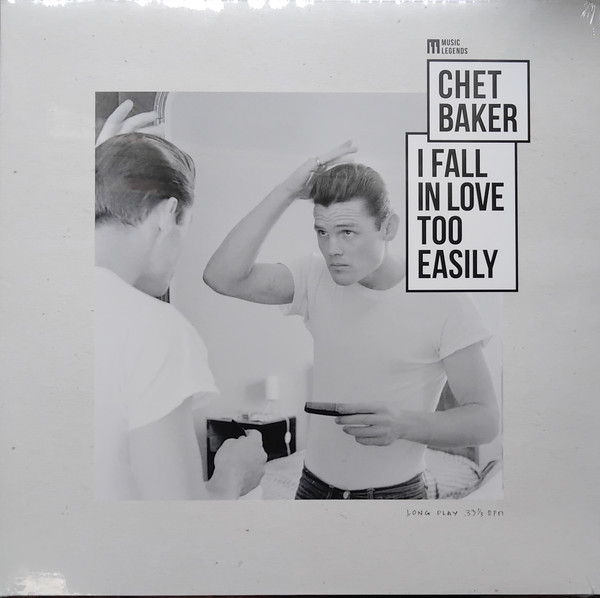 MUSIC
LEGENDS
CHET
BAKER
I FALL
IN LOVE
TOO
EASILY
LONG PLAY 33⅓ RPM